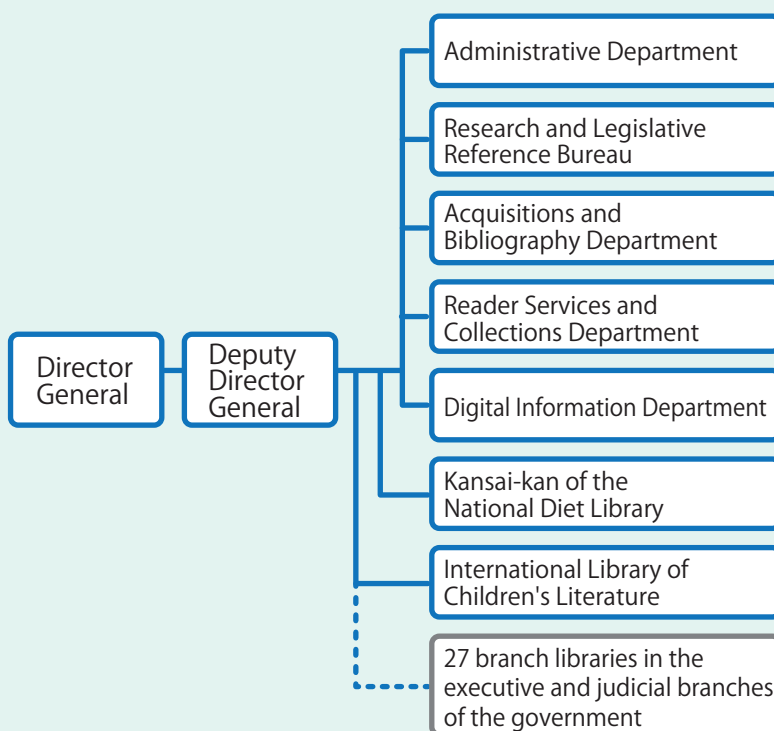 Administrative Department
Research and Legislative
Reference Bureau
Acquisitions and
Bibliography Department
Reader Services and
Collections Department
Director
General
Deputy
Director
General
Digital Information Department
Kansai-kan of the
National Diet Library
International Library of
Children's Literature
27 branch libraries in the
executive and judicial branches
of the government